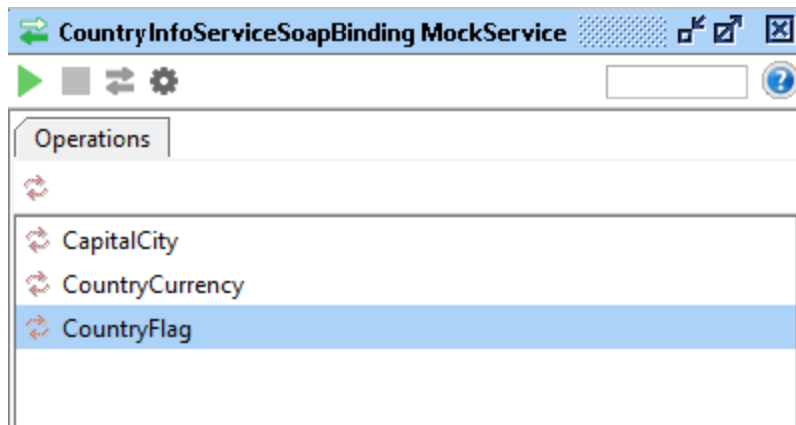 CountryInfoServiceSoapBinding MockService
?
Operations
CapitalCity
CountryCurrency
CountryFlag